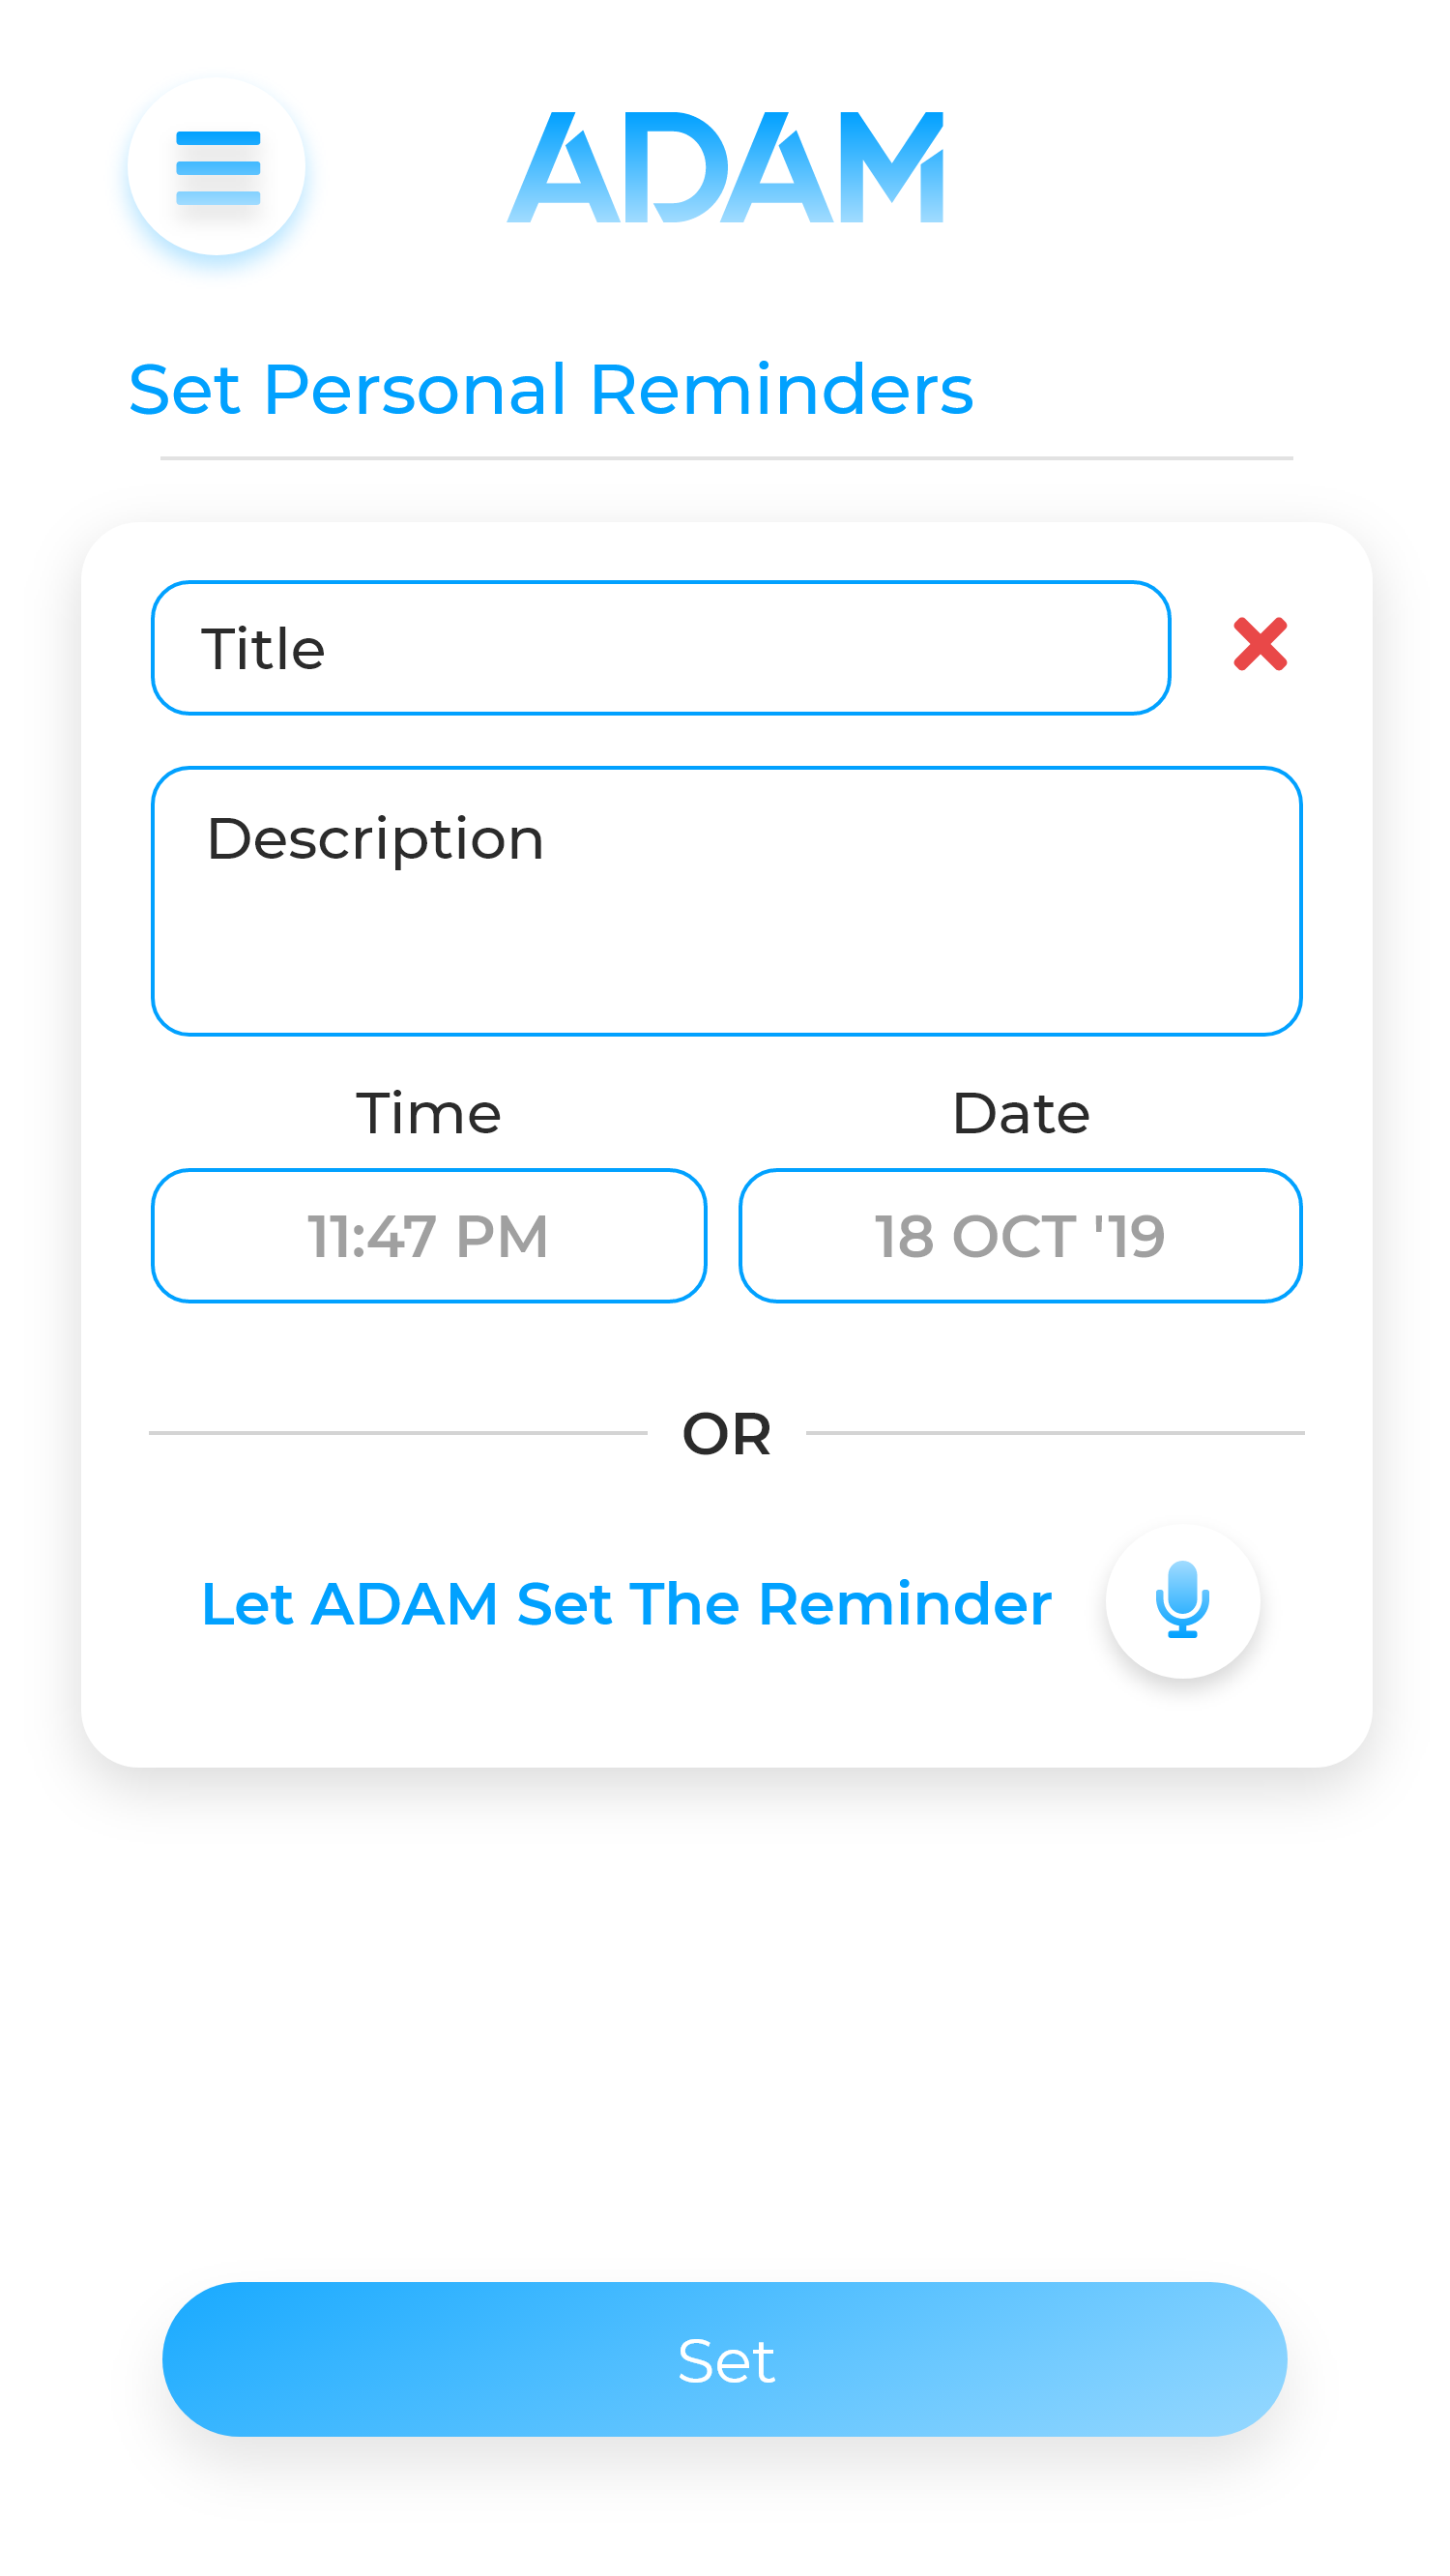 ADAM
Set Personal Reminders
Title
Description
Time
Date
11:47 PM
18 OCT '19
OR
Let ADAM Set The Reminder
Set